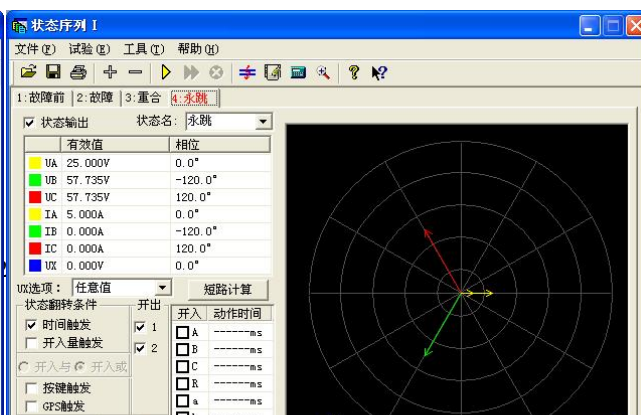 状态序列 I
文件(F) 试验(E) 工具(T) 帮助(H)
1:故障前 2:故障 3:重合 4:永跳
状态输出 状态名: 永跳
有效值 相位
UA 25.000V 0.0°
UB 57.735V -120.0°
UC 57.735V 120.0°
IA 5.000A 0.0°
IB 0.000A -120.0°
IC 0.000A 120.0°
UX 0.000V 0.0°
UX选项: 任意值 短路计算
状态翻转条件 开出 开入 动作时间
时间触发 1 A ------ms
开入量触发 2 B ------ms
开入与 开入或 C ------ms
按键触发 R ------ms
GPS触发 a ------ms